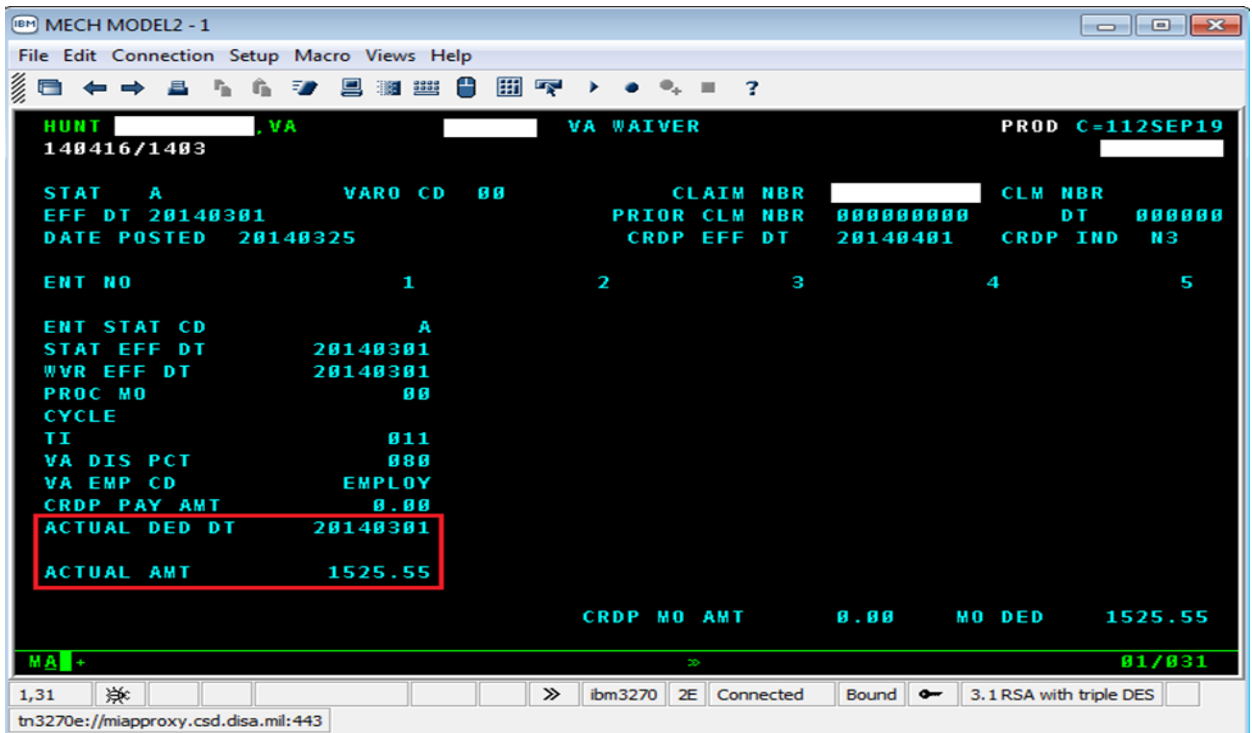 IBM MECH MODEL2 - 1
File Edit Connection Setup Macro Views Help
?
HUNT ,VA VA WAIVER PROD C=112SEP19
140416/1403
STAT A VARO CD 00 CLAIM NBR CLM NBR
EFF DT 20140301 PRIOR CLM NBR 000000000 DT 000000
DATE POSTED 20140325 CRDP EFF DT 20140401 CRDP IND N3
ENT NO 1 2 3 4 5
ENT STAT CD A
STAT EFF DT 20140301
WVR EFF DT 20140301
PROC MO 00
CYCLE
TI 011
VA DIS PCT 080
VA EMP CD EMPLOY
CRDP PAY AMT 0.00
ACTUAL DED DT 20140301
ACTUAL AMT 1525.55
CRDP MO AMT 0.00 MO DED 1525.55
MA + » 01/031
1,31 » ibm3270 2E Connected Bound 3.1 RSA with triple DES
tn3270e://miapproxy.csd.disa.mil:443